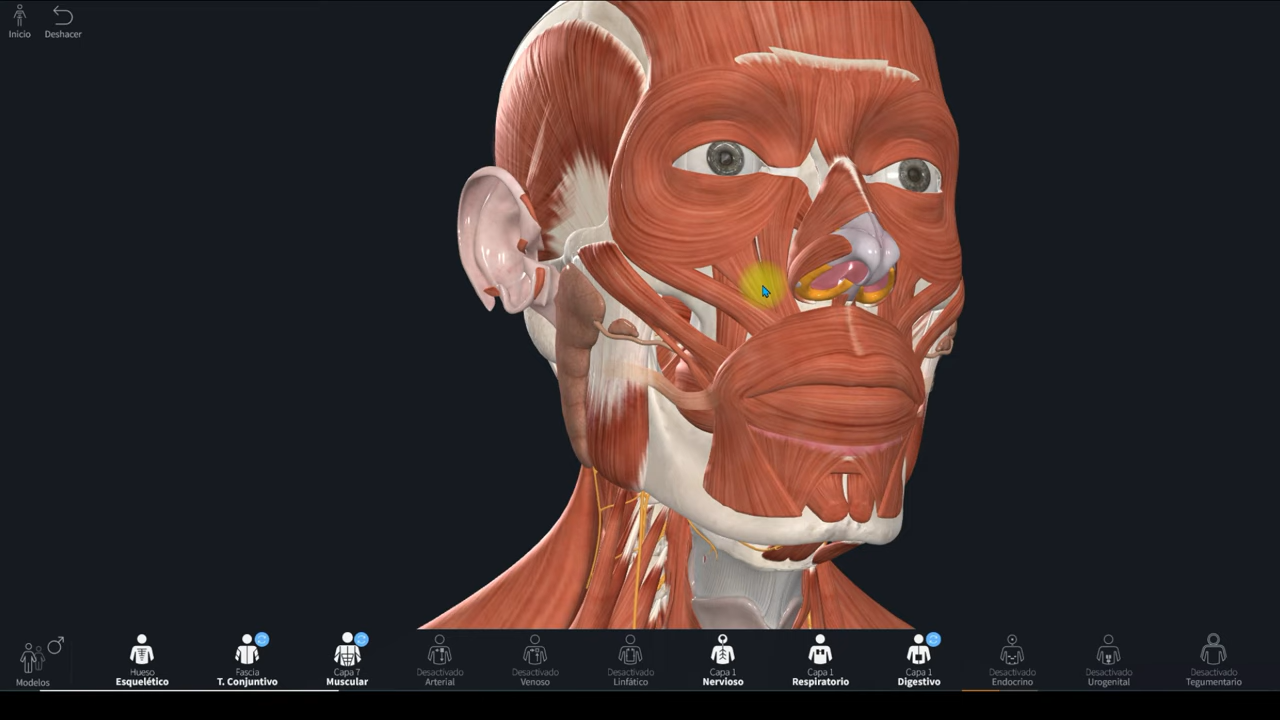 Inicio
Deshacer
Modelos
Hueso
Esquelético
Fascia
T. Conjuntivo
Capa 7
Muscular
Desactivado
Arterial
Desactivado
Venoso
Desactivado
Linfático
Capa 1
Nervioso
Capa 1
Respiratorio
Capa 1
Digestivo
Desactivado
Endocrino
Desactivado
Urogenital
Desactivado
Tegumentario